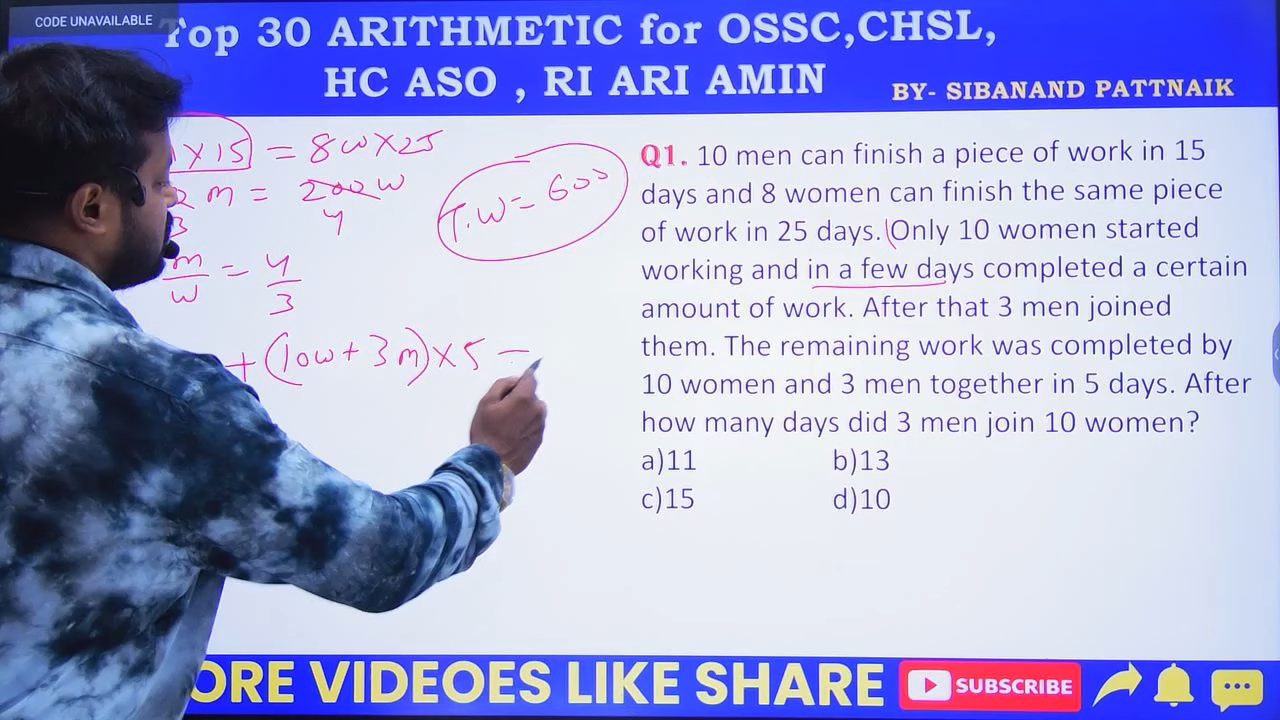 CODE UNAVAILABLE
Top 30 ARITHMETIC for OSSC,CHSL,
HC ASO , RI ARI AMIN
BY- SIBANAND PATTNAIK
X 15 = 8W X 25
2 m = 200 W
3 4
T.W = 600
m/W = 4/3
+ (10W + 3m) X 5 =
Q1. 10 men can finish a piece of work in 15
days and 8 women can finish the same piece
of work in 25 days. (Only 10 women started
working and in a few days completed a certain
amount of work. After that 3 men joined
them. The remaining work was completed by
10 women and 3 men together in 5 days. After
how many days did 3 men join 10 women?
a)11 b)13
c)15 d)10
ORE VIDEOES LIKE SHARE
SUBSCRIBE